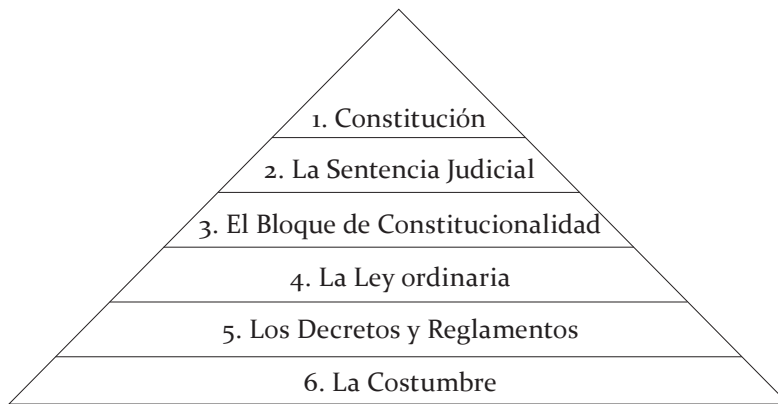 1. Constitución
2. La Sentencia Judicial
3. El Bloque de Constitucionalidad
4. La Ley ordinaria
5. Los Decretos y Reglamentos
6. La Costumbre